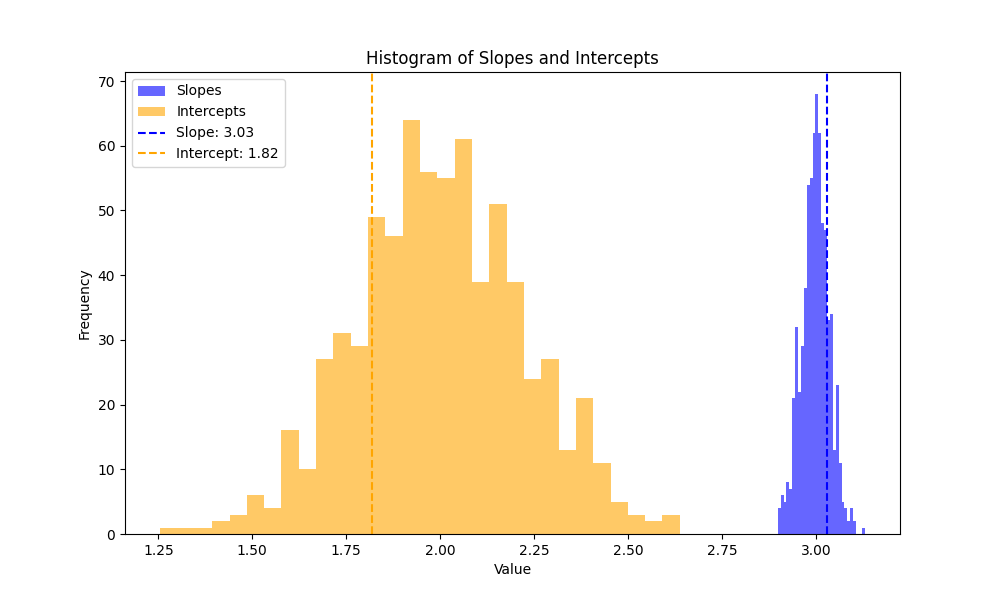 Histogram of Slopes and Intercepts
Slopes
Intercepts
Slope: 3.03
Intercept: 1.82
Frequency
70
60
50
40
30
20
10
0
1.25 1.50 1.75 2.00 2.25 2.50 2.75 3.00
Value